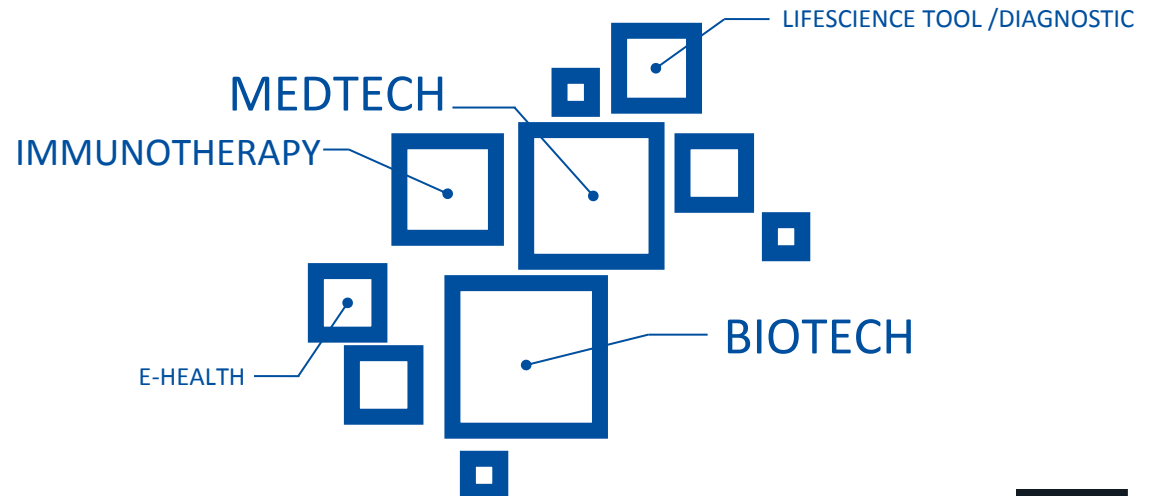 LIFESCIENCE TOOL /DIAGNOSTIC
MEDTECH
IMMUNOTHERAPY
BIOTECH
E-HEALTH